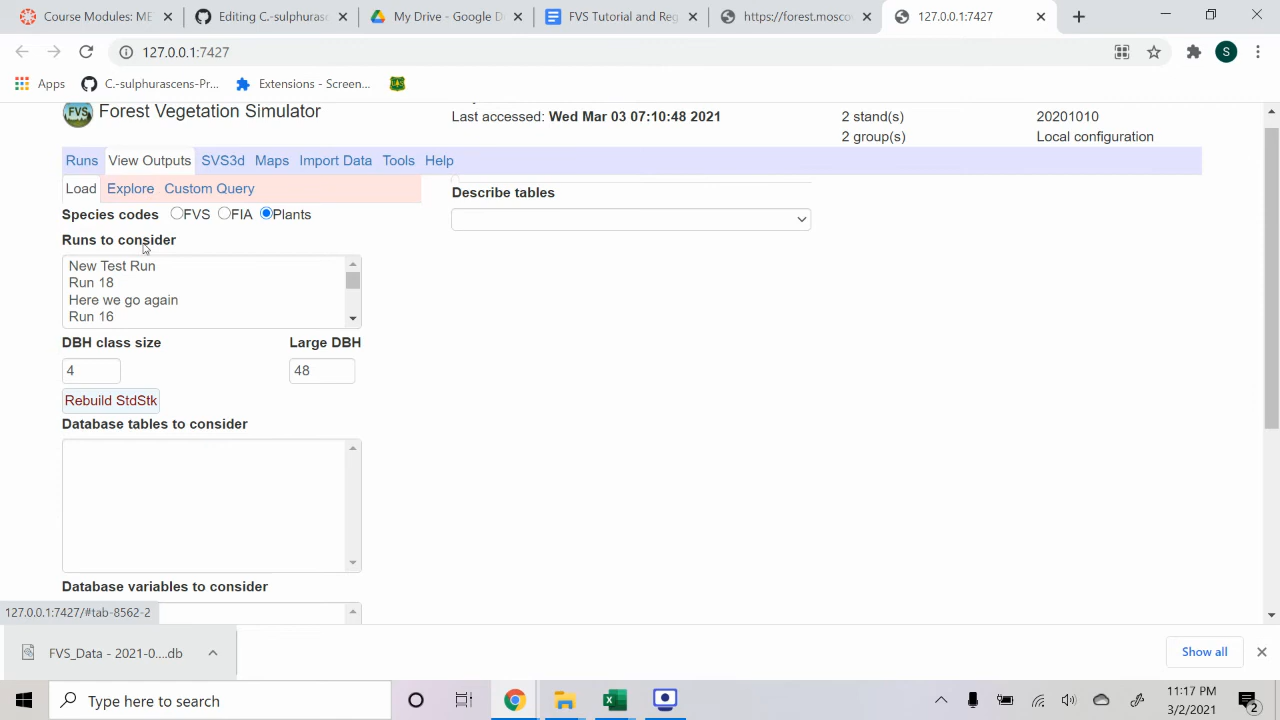 Course Modules: ME
Editing C.-sulphuras
My Drive - Google D
FVS Tutorial and Reg
https://forest.mosco
127.0.0.1:7427
127.0.0.1:7427
S
Apps
C.-sulphurascens-Pr...
Extensions - Screen...
FVS Forest Vegetation Simulator
Last accessed: Wed Mar 03 07:10:48 2021
2 stand(s)
2 group(s)
20201010
Local configuration
Runs View Outputs SVS3d Maps Import Data Tools Help
Load Explore Custom Query
Species codes FVS FIA Plants
Runs to consider
New Test Run
Run 18
Here we go again
Run 16
DBH class size Large DBH
4 48
Rebuild StdStk
Database tables to consider
Database variables to consider
Describe tables
127.0.0.1:7427/#tab-8562-2
FVS_Data - 2021-0....db
Show all
Type here to search
11:17 PM
3/2/2021
2